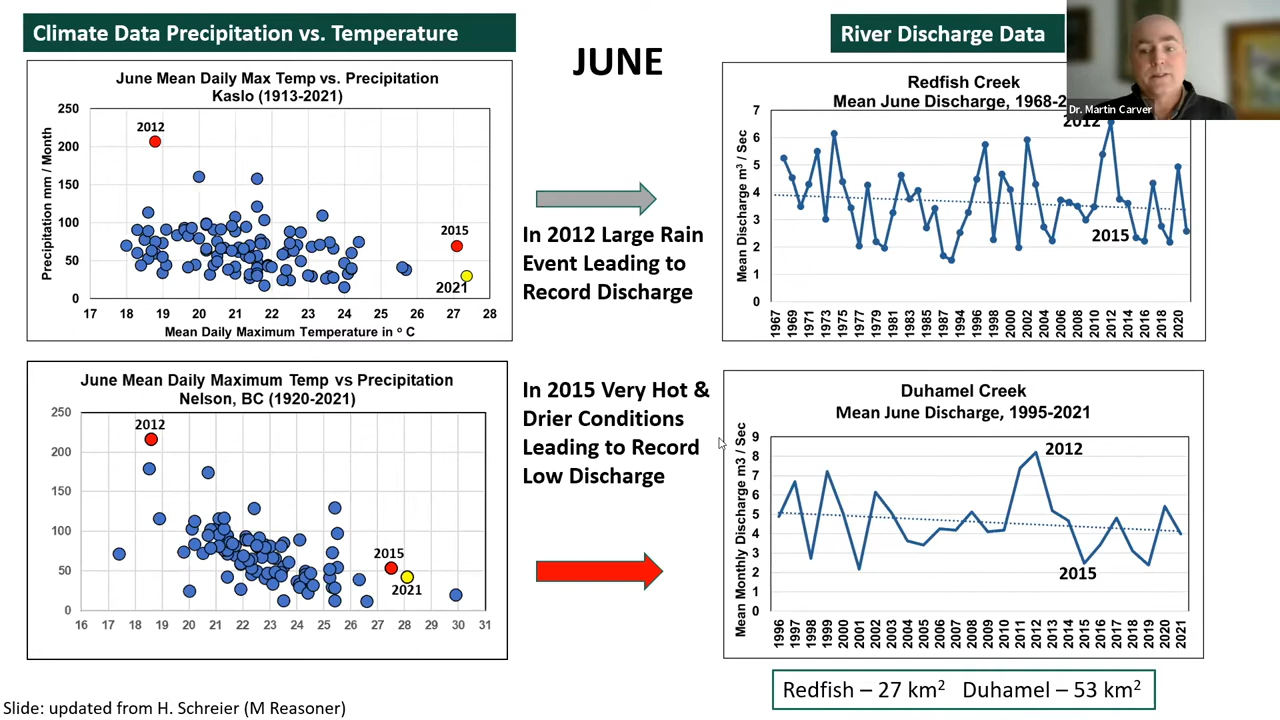 Climate Data Precipitation vs. Temperature
JUNE
River Discharge Data
Dr. Martin Carver
June Mean Daily Max Temp vs. Precipitation
Kaslo (1913-2021)
Precipitation mm / Month
250
200
150
100
50
0
2012
2015
2021
17 18 19 20 21 22 23 24 25 26 27 28
Mean Daily Maximum Temperature in ° C
In 2012 Large Rain
Event Leading to
Record Discharge
Redfish Creek
Mean June Discharge, 1968-2
Mean Discharge m³ / Sec
7
6
5
4
3
2
1
0
2012
2015
1967 1969 1971 1973 1975 1977 1979 1981 1983 1985 1987 1994 1996 1998 2000 2002 2004 2006 2008 2010 2012 2014 2016 2018 2020
June Mean Daily Maximum Temp vs Precipitation
Nelson, BC (1920-2021)
250
200
150
100
50
0
2012
2015
2021
16 17 18 19 20 21 22 23 24 25 26 27 28 29 30 31
In 2015 Very Hot &
Drier Conditions
Leading to Record
Low Discharge
Duhamel Creek
Mean June Discharge, 1995-2021
Mean Monthly Discharge m3 / Sec
9
8
7
6
5
4
3
2
1
0
2012
2015
1996 1997 1998 1999 2000 2001 2002 2003 2004 2005 2006 2007 2008 2009 2010 2011 2012 2013 2014 2015 2016 2017 2018 2019 2020 2021
Redfish – 27 km² Duhamel – 53 km²
Slide: updated from H. Schreier (M Reasoner)